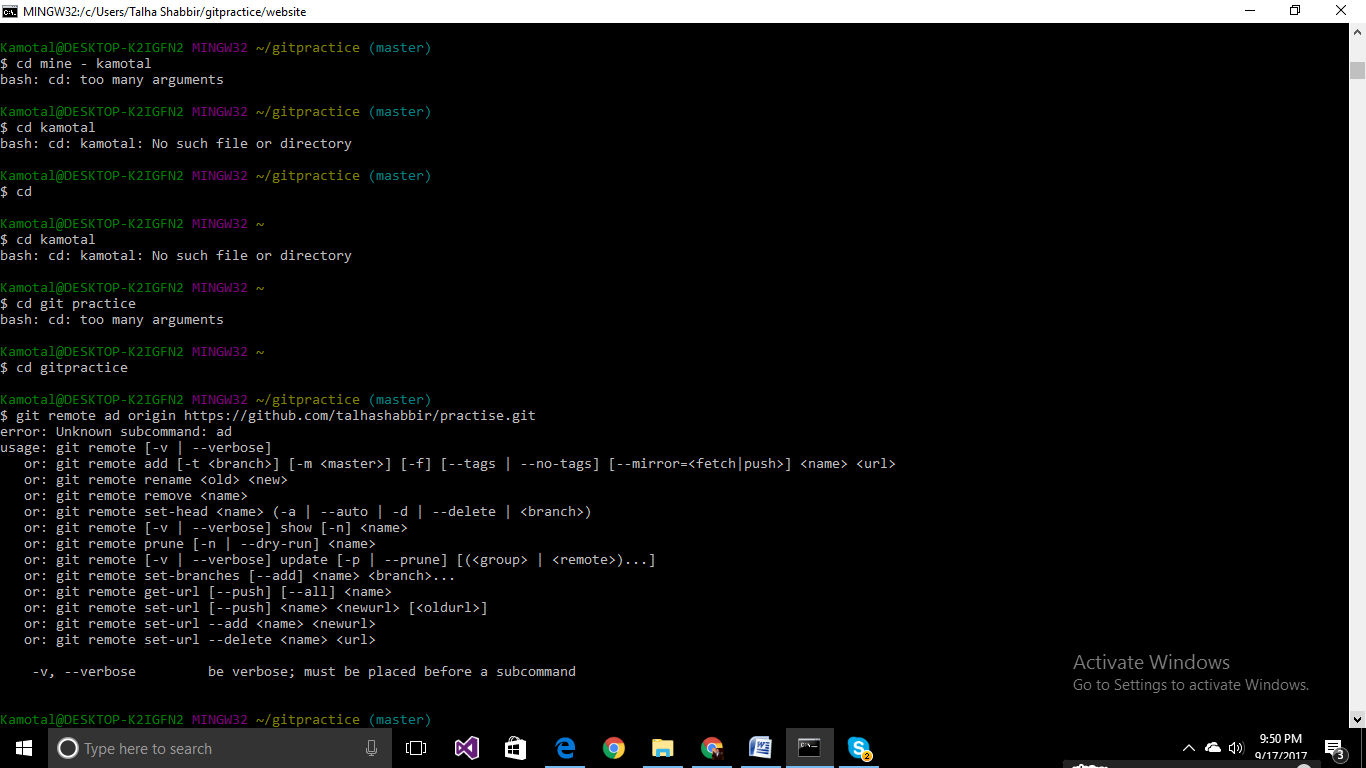 MINGW32:/c/Users/Talha Shabbir/gitpractice/website
Kamotal@DESKTOP-K2IGFN2 MINGW32 ~/gitpractice (master)
$ cd mine - kamotal
bash: cd: too many arguments
Kamotal@DESKTOP-K2IGFN2 MINGW32 ~/gitpractice (master)
$ cd kamotal
bash: cd: kamotal: No such file or directory
Kamotal@DESKTOP-K2IGFN2 MINGW32 ~/gitpractice (master)
$ cd
Kamotal@DESKTOP-K2IGFN2 MINGW32 ~
$ cd kamotal
bash: cd: kamotal: No such file or directory
Kamotal@DESKTOP-K2IGFN2 MINGW32 ~
$ cd git practice
bash: cd: too many arguments
Kamotal@DESKTOP-K2IGFN2 MINGW32 ~
$ cd gitpractice
Kamotal@DESKTOP-K2IGFN2 MINGW32 ~/gitpractice (master)
$ git remote ad origin https://github.com/talhashabbir/practise.git
error: Unknown subcommand: ad
usage: git remote [-v | --verbose]
or: git remote add [-t <branch>] [-m <master>] [-f] [--tags | --no-tags] [--mirror=<fetch|push>] <name> <url>
or: git remote rename <old> <new>
or: git remote remove <name>
or: git remote set-head <name> (-a | --auto | -d | --delete | <branch>)
or: git remote [-v | --verbose] show [-n] <name>
or: git remote prune [-n | --dry-run] <name>
or: git remote [-v | --verbose] update [-p | --prune] [(<group> | <remote>)...]
or: git remote set-branches [--add] <name> <branch>...
or: git remote get-url [--push] [--all] <name>
or: git remote set-url [--push] <name> <newurl> [<oldurl>]
or: git remote set-url --add <name> <newurl>
or: git remote set-url --delete <name> <url>
-v, --verbose be verbose; must be placed before a subcommand
Kamotal@DESKTOP-K2IGFN2 MINGW32 ~/gitpractice (master)
Activate Windows
Go to Settings to activate Windows.
Type here to search
2
9:50 PM
9/17/2017
3